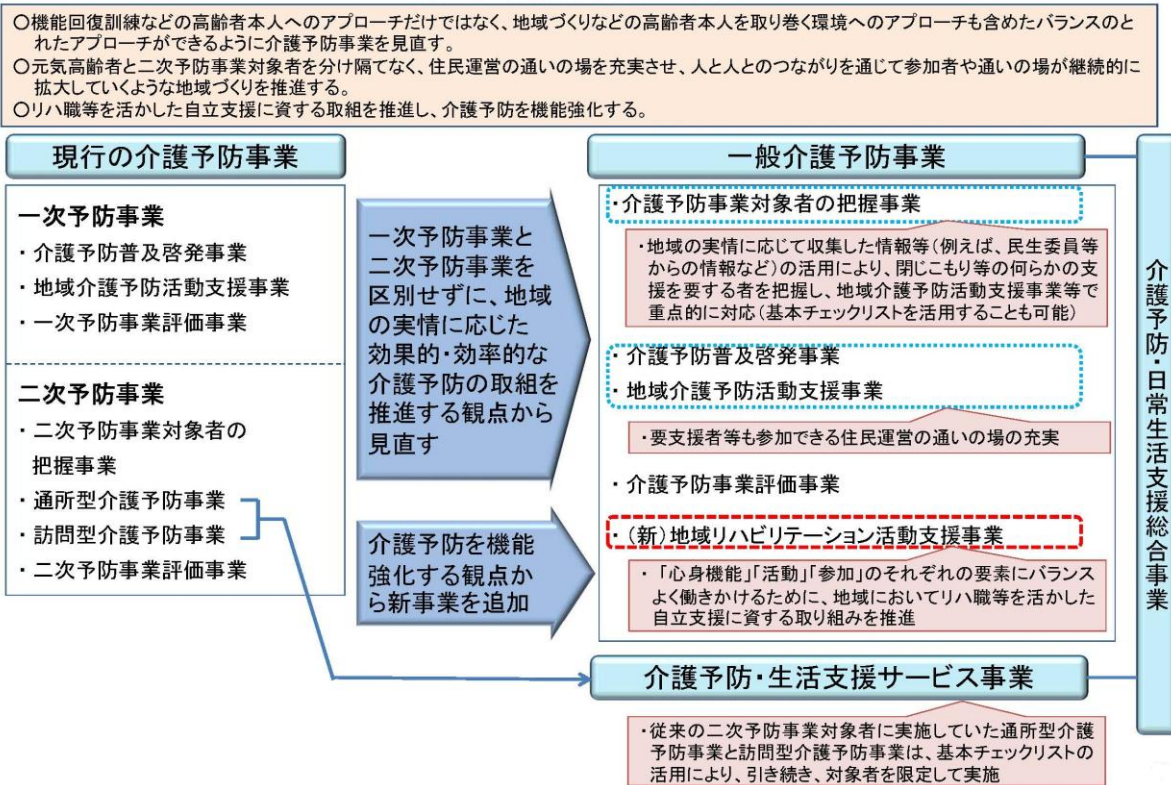 ○機能回復訓練などの高齢者本人へのアプローチだけではなく、地域づくりなどの高齢者本人を取り巻く環境へのアプローチも含めたバランスのと
れたアプローチができるように介護予防事業を見直す。
○元気高齢者と二次予防事業対象者を分け隔てなく、住民運営の通いの場を充実させ、人と人とのつながりを通じて参加者や通いの場が継続的に
拡大していくような地域づくりを推進する。
○リハ職等を活かした自立支援に資する取組を推進し、介護予防を機能強化する。
現行の介護予防事業
一次予防事業
・介護予防普及啓発事業
・地域介護予防活動支援事業
・一次予防事業評価事業
二次予防事業
・二次予防事業対象者の
把握事業
・通所型介護予防事業
・訪問型介護予防事業
・二次予防事業評価事業
一次予防事業と
二次予防事業を
区別せずに、地域
の実情に応じた
効果的・効率的な
介護予防の取組を
推進する観点から
見直す
介護予防を機能
強化する観点か
ら新事業を追加
一般介護予防事業
・介護予防事業対象者の把握事業
・地域の実情に応じて収集した情報等(例えば、民生委員等
からの情報など)の活用により、閉じこもり等の何らかの支
援を要する者を把握し、地域介護予防活動支援事業等で
重点的に対応(基本チェックリストを活用することも可能)
・介護予防普及啓発事業
・地域介護予防活動支援事業
・要支援者等も参加できる住民運営の通いの場の充実
・介護予防事業評価事業
・(新)地域リハビリテーション活動支援事業
・「心身機能」「活動」「参加」のそれぞれの要素にバランス
よく働きかけるために、地域においてリハ職等を活かした
自立支援に資する取り組みを推進
介護予防・生活支援サービス事業
・従来の二次予防事業対象者に実施していた通所型介護
予防事業と訪問型介護予防事業は、基本チェックリストの
活用により、引き続き、対象者を限定して実施
介護予防・日常生活支援総合事業